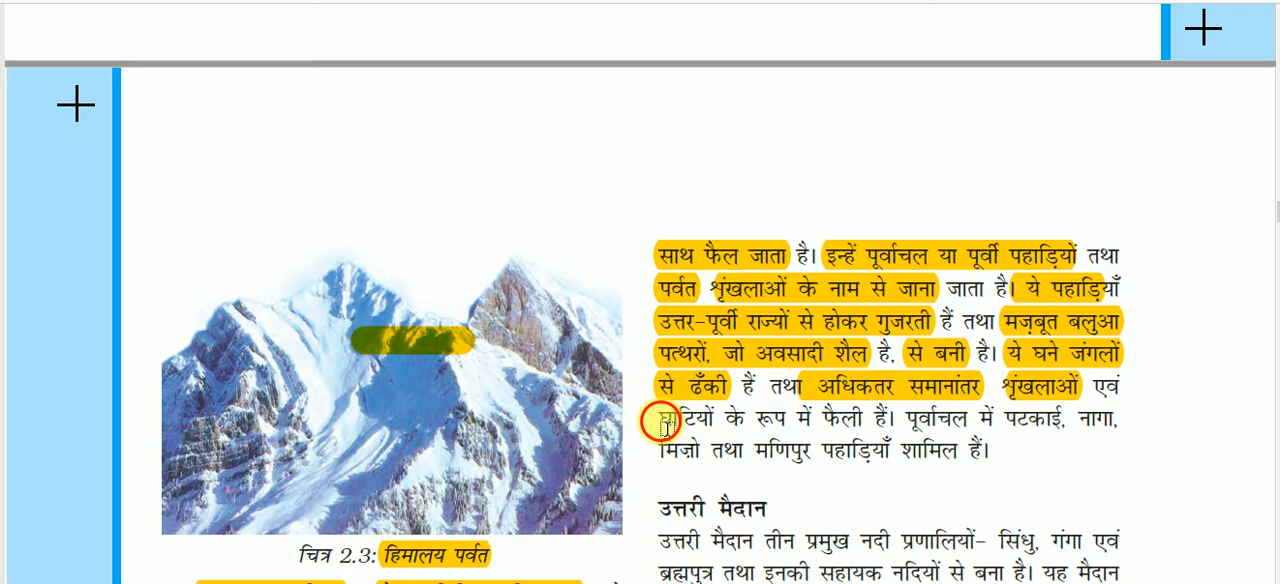 साथ फैल जाता है। इन्हें पूर्वाचल या पूर्वी पहाड़ियों तथा
पर्वत शृंखलाओं के नाम से जाना जाता है। ये पहाड़ियाँ
उत्तर-पूर्वी राज्यों से होकर गुजरती हैं तथा मज़बूत बलुआ
पत्थरों, जो अवसादी शैल है, से बनी है। ये घने जंगलों
से ढँकी हैं तथा अधिकतर समानांतर शृंखलाओं एवं
घाटियों के रूप में फैली हैं। पूर्वाचल में पटकाई, नागा,
मिज़ो तथा मणिपुर पहाड़ियाँ शामिल हैं।
चित्र 2.3: हिमालय पर्वत
उत्तरी मैदान
उत्तरी मैदान तीन प्रमुख नदी प्रणालियों– सिंधु, गंगा एवं
ब्रह्मपुत्र तथा इनकी सहायक नदियों से बना है। यह मैदान